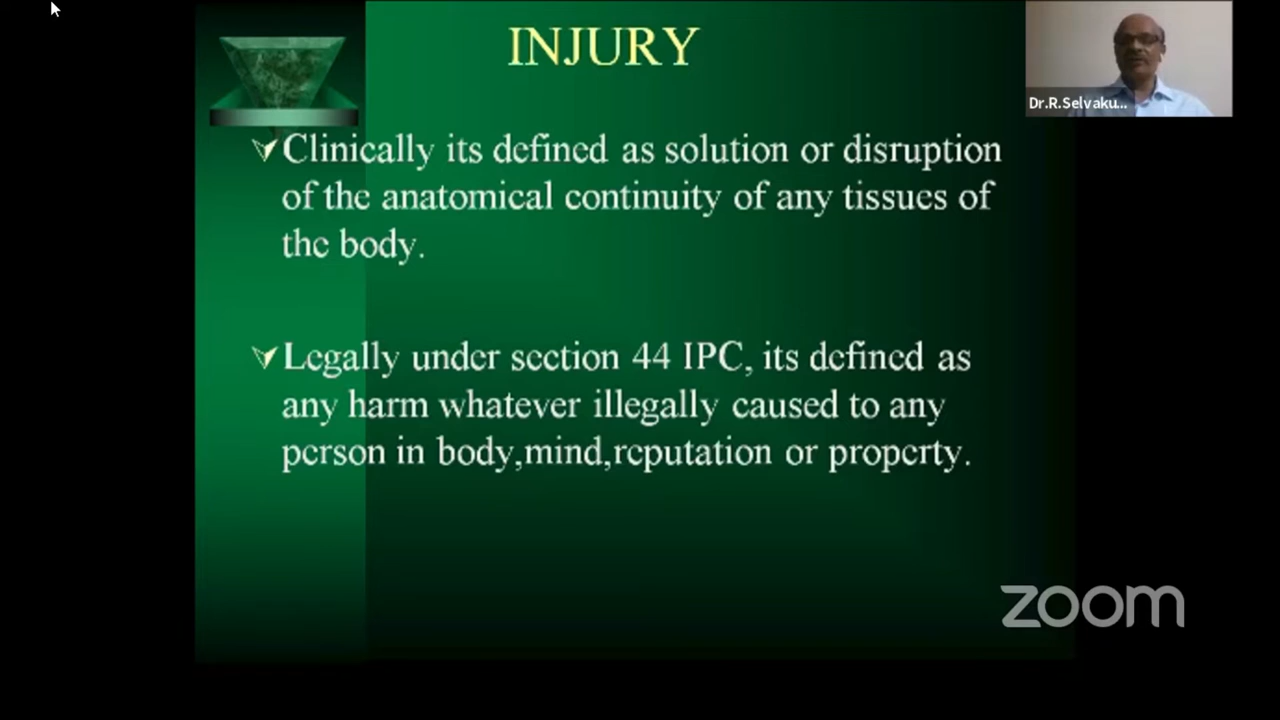 INJURY
Dr.R.Selvaku...
Clinically its defined as solution or disruption
of the anatomical continuity of any tissues of
the body.
Legally under section 44 IPC, its defined as
any harm whatever illegally caused to any
person in body,mind,reputation or property.
zoom